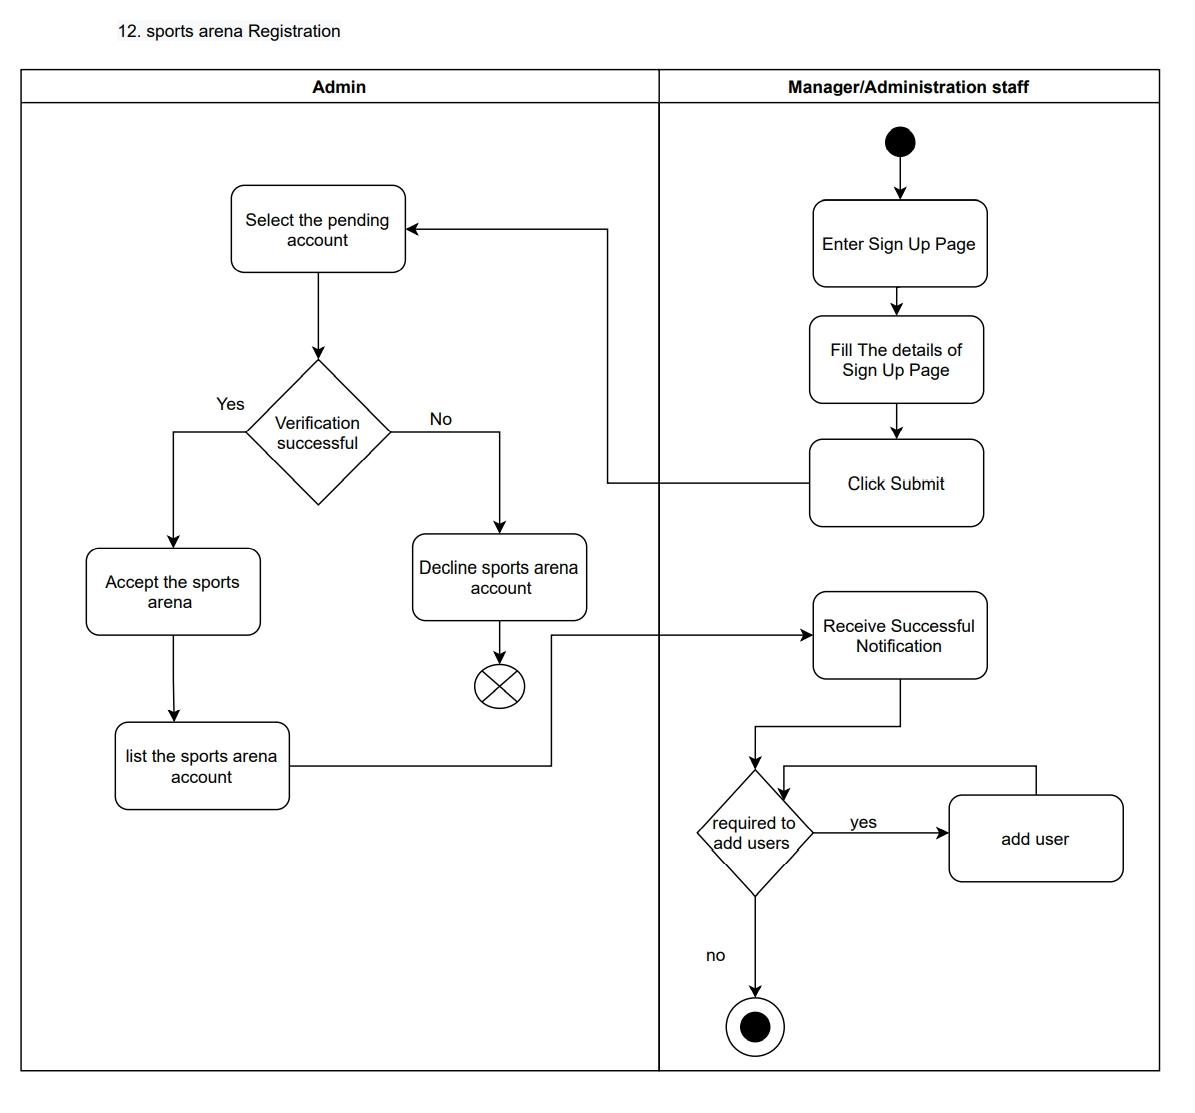 12. sports arena Registration
Admin
Manager/Administration staff
Select the pending
account
Enter Sign Up Page
Fill The details of
Sign Up Page
Yes
Verification
successful
No
Click Submit
Accept the sports
arena
Decline sports arena
account
Receive Successful
Notification
list the sports arena
account
required to
add users
yes
add user
no